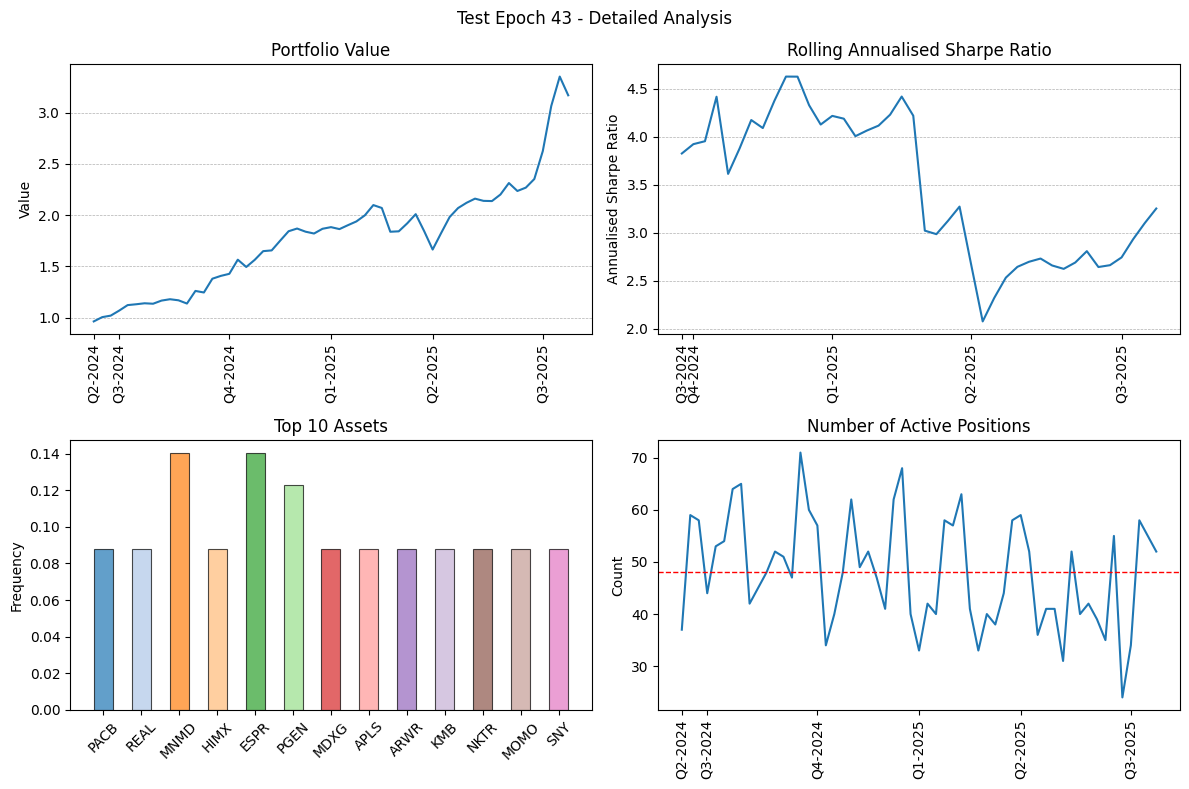 Test Epoch 43 - Detailed Analysis
Portfolio Value
Value
3.0
2.5
2.0
1.5
1.0
Q2-2024
Q3-2024
Q4-2024
Q1-2025
Q2-2025
Q3-2025
Rolling Annualised Sharpe Ratio
Annualised Sharpe Ratio
4.5
4.0
3.5
3.0
2.5
2.0
Q3-2024
Q4-2024
Q1-2025
Q2-2025
Q3-2025
Top 10 Assets
Frequency
0.14
0.12
0.10
0.08
0.06
0.04
0.02
0.00
PACB
REAL
MNMD
HIMX
ESPR
PGEN
MDXG
APLS
ARWR
KMB
NKTR
MOMO
SNY
Number of Active Positions
Count
70
60
50
40
30
Q2-2024
Q3-2024
Q4-2024
Q1-2025
Q2-2025
Q3-2025